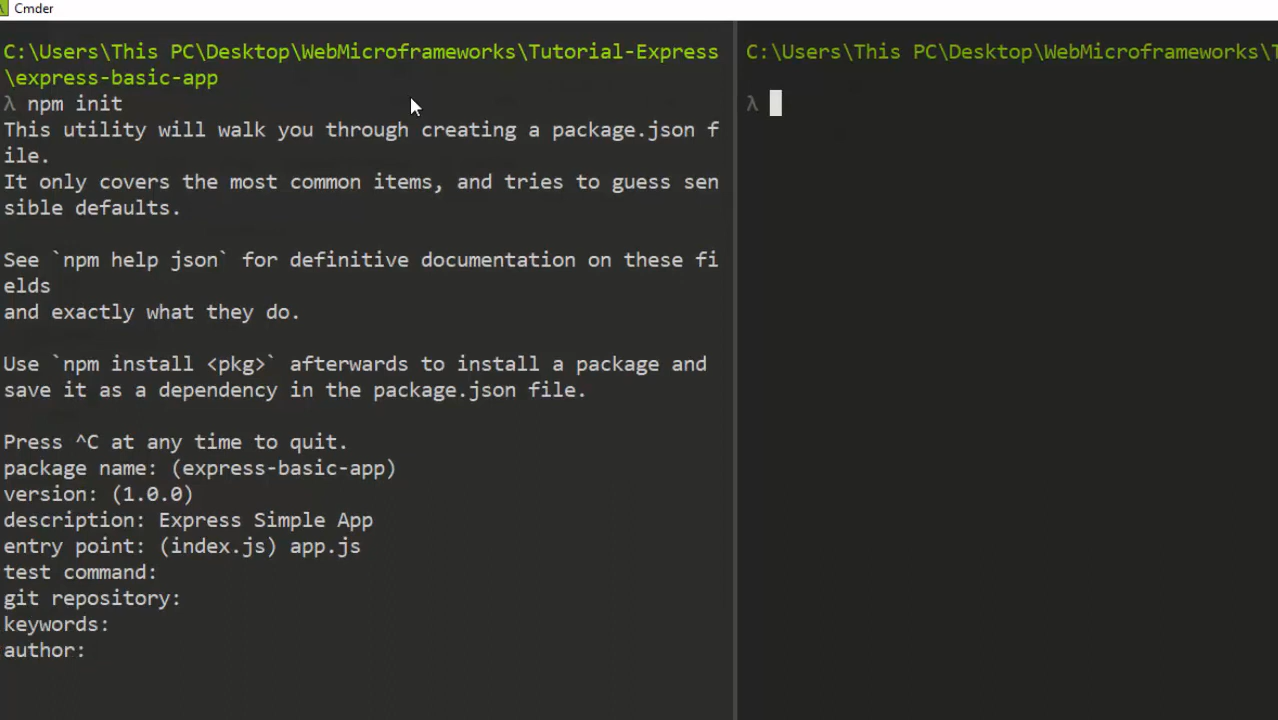 Cmder
C:\Users\This PC\Desktop\WebMicroframeworks\Tutorial-Express
\express-basic-app
λ npm init
This utility will walk you through creating a package.json f
ile.
It only covers the most common items, and tries to guess sen
sible defaults.
See `npm help json` for definitive documentation on these fi
elds
and exactly what they do.
Use `npm install <pkg>` afterwards to install a package and
save it as a dependency in the package.json file.
Press ^C at any time to quit.
package name: (express-basic-app)
version: (1.0.0)
description: Express Simple App
entry point: (index.js) app.js
test command:
git repository:
keywords:
author:
C:\Users\This PC\Desktop\WebMicroframeworks\T
λ